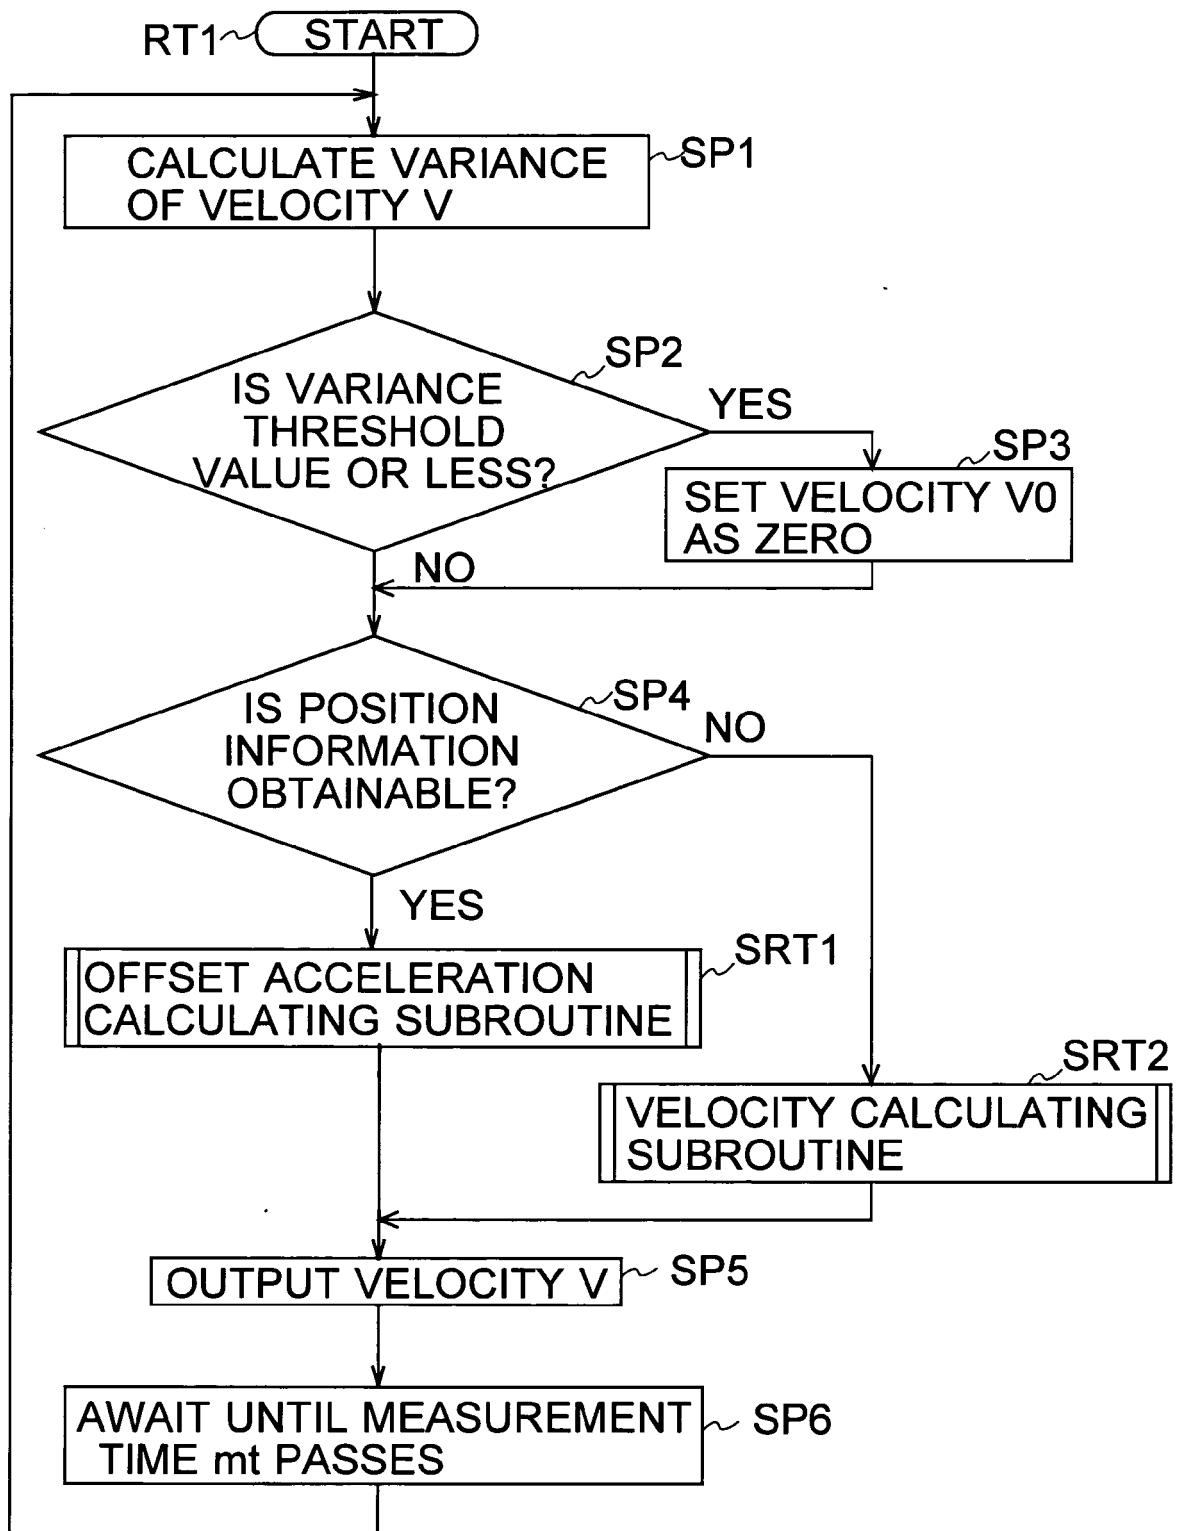 RT1
START
CALCULATE VARIANCE
OF VELOCITY V
SP1
SP2
IS VARIANCE
THRESHOLD
VALUE OR LESS?
YES
SP3
SET VELOCITY V0
AS ZERO
NO
SP4
IS POSITION
INFORMATION
OBTAINABLE?
NO
YES
SRT1
OFFSET ACCELERATION
CALCULATING SUBROUTINE
SRT2
VELOCITY CALCULATING
SUBROUTINE
OUTPUT VELOCITY V
SP5
AWAIT UNTIL MEASUREMENT
TIME mt PASSES
SP6